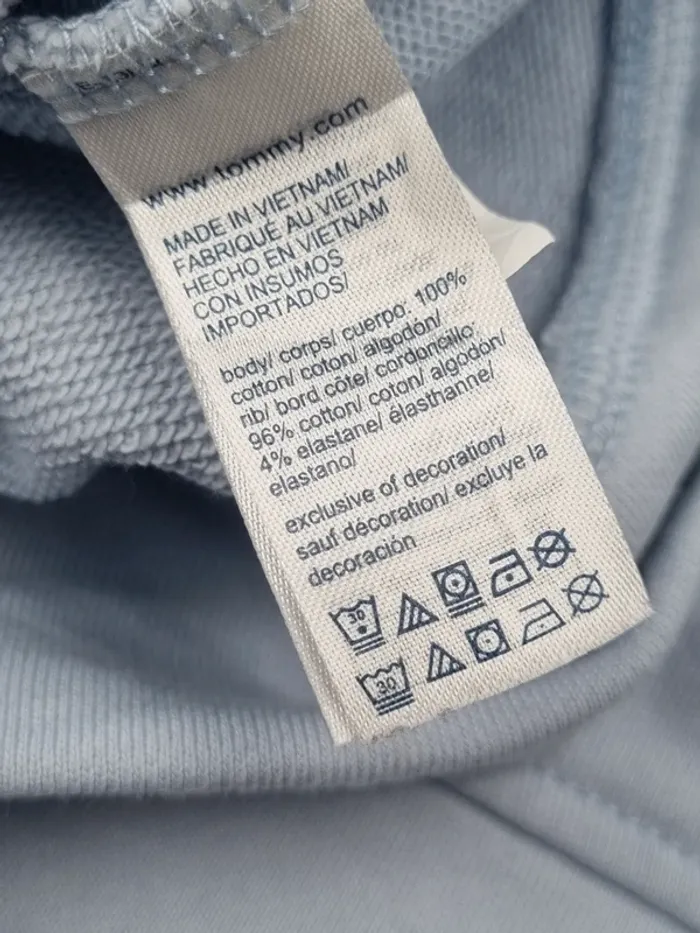 www.tommy.com
MADE IN VIETNAM/
FABRIQUÉ AU VIETNAM/
HECHO EN VIETNAM
CON INSUMOS
IMPORTADOS/
body/ corps/ cuerpo: 100%
cotton/ coton/ algodón/
rib/ bord côte/ cordoncillo:
96% cotton/ coton/ algodón/
4% elastane/ élasthanne/
elastano/
exclusive of decoration/
sauf décoration/ excluye la
decoración
30
30